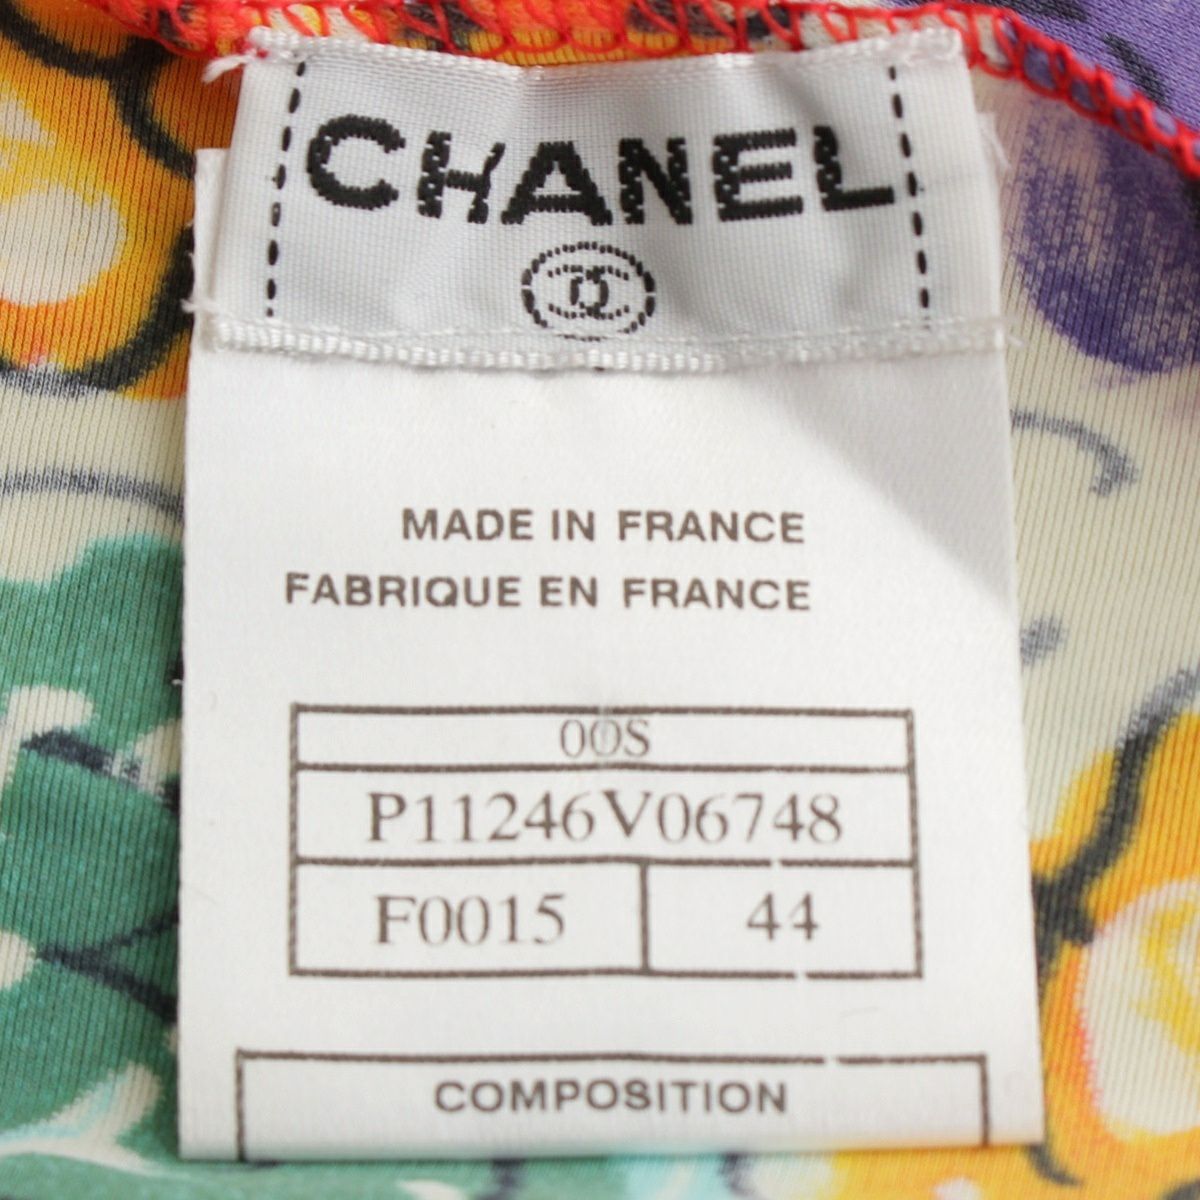 CHANEL
MADE IN FRANCE
FABRIQUE EN FRANCE
00S
P11246V06748
F0015 44
COMPOSITION